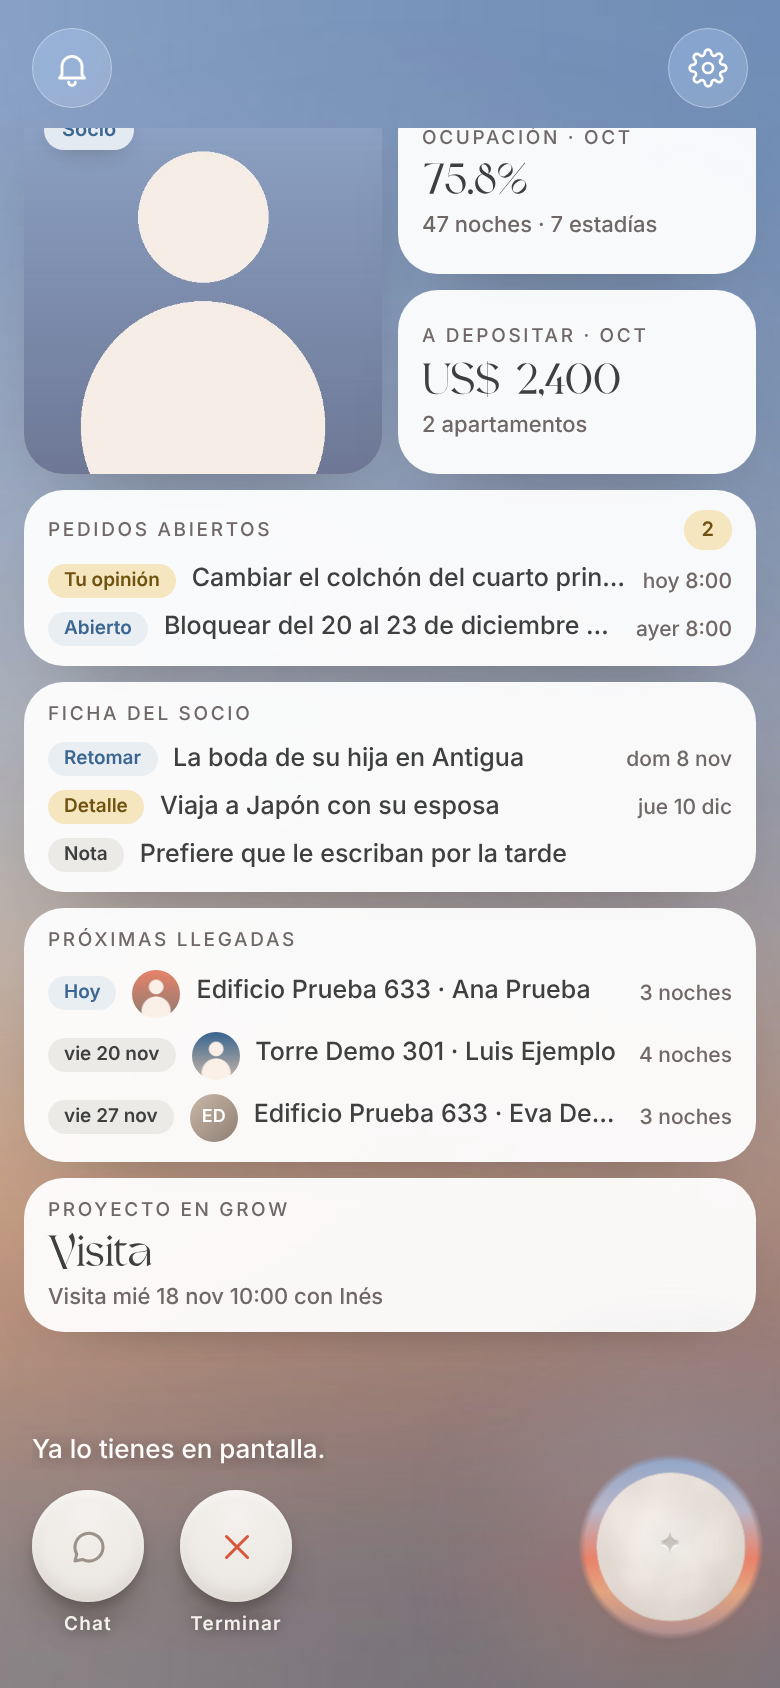 Socio
OCUPACIÓN · OCT
75.8%
47 noches · 7 estadías
A DEPOSITAR · OCT
US$ 2,400
2 apartamentos
PEDIDOS ABIERTOS 2
Tu opinión Cambiar el colchón del cuarto prin... hoy 8:00
Abierto Bloquear del 20 al 23 de diciembre ... ayer 8:00
FICHA DEL SOCIO
Retomar La boda de su hija en Antigua dom 8 nov
Detalle Viaja a Japón con su esposa jue 10 dic
Nota Prefiere que le escriban por la tarde
PRÓXIMAS LLEGADAS
Hoy Edificio Prueba 633 · Ana Prueba 3 noches
vie 20 nov Torre Demo 301 · Luis Ejemplo 4 noches
vie 27 nov ED Edificio Prueba 633 · Eva De... 3 noches
PROYECTO EN GROW
Visita
Visita mié 18 nov 10:00 con Inés
Ya lo tienes en pantalla.
Chat Terminar